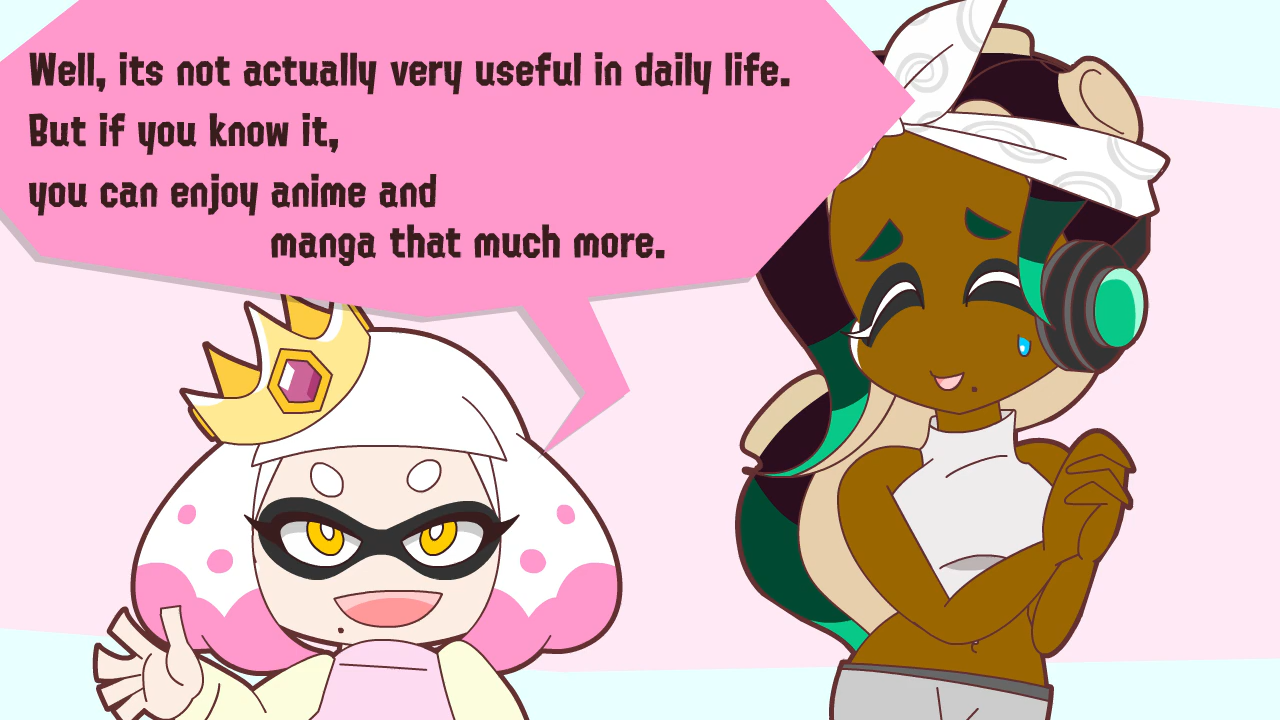 Well, its not actually very useful in daily life.
But if you know it,
you can enjoy anime and
manga that much more.